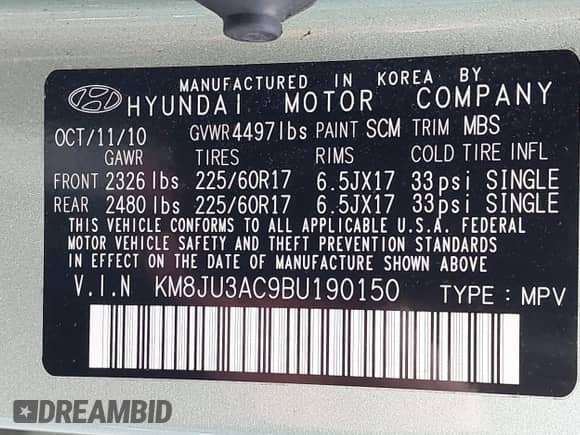 MANUFACTURED IN KOREA BY
HYUNDAI MOTOR COMPANY
OCT/11/10 GVWR 4497lbs PAINT SCM TRIM MBS
GAWR TIRES RIMS COLD TIRE INFL
FRONT 2326 lbs 225/60R17 6.5JX17 33psi SINGLE
REAR 2480 lbs 225/60R17 6.5JX17 33psi SINGLE
THIS VEHICLE CONFORMS TO ALL APPLICABLE U.S.A. FEDERAL
MOTOR VEHICLE SAFETY AND THEFT PREVENTION STANDARDS
IN EFFECT ON THE DATE OF MANUFACTURE SHOWN ABOVE
V.I.N KM8JU3AC9BU190150 TYPE : MPV
DREAMBID